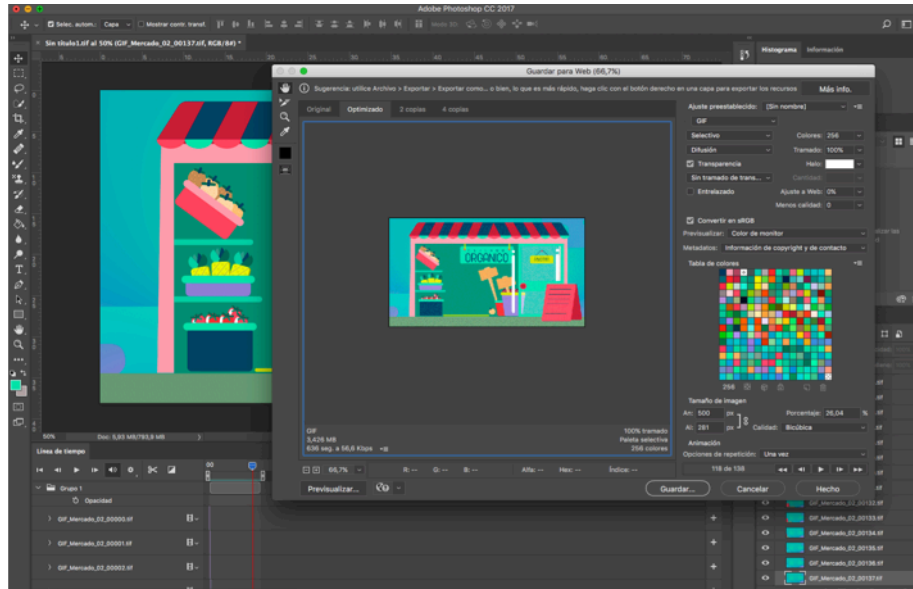 Adobe Photoshop CC 2017
Selec. autom.: Capa Mostrar contr. transf.
Sin título1.tif al 50% (GIF_Mercado_02_00137.tif, RGB/8#) *
Histograma Información
Guardar para Web (66,7%)
Sugerencia: utilice Archivo > Exportar > Exportar como... o bien, lo que es más rápido, haga clic con el botón derecho en una capa para exportar los recursos Más info.
Original Optimizado 2 copias 4 copias
Ajuste preestablecido: [Sin nombre]
GIF
Selectivo Colores: 256
Difusión Tramado: 100%
Transparencia Halo:
Sin tramado de trans... Cantidad:
Entrelazado Ajuste a Web: 0%
Menos calidad: 0
Convertir en sRGB
Previsualizar: Color de monitor
Metadatos: Información de copyright y de contacto
Tabla de colores
ORGANICO
256
Tamaño de imagen
An: 500 px Porcentaje: 26,04 %
Al: 281 px Calidad: Bicúbica
Animación
Opciones de repetición: Una vez
118 de 138
GIF
3,426 MB
636 seg. a 56,6 Kbps
100% tramado
Paleta selectiva
256 colores
66,7% R: -- G: -- B: -- Alfa: -- Hex: -- Índice: --
Previsualizar... Guardar... Cancelar Hecho
50% Doc: 5,93 MB/793,9 MB
Línea de tiempo
00
Grupo 1
Opacidad
GIF_Mercado_02_00000.tif
GIF_Mercado_02_00001.tif
GIF_Mercado_02_00002.tif
GIF_Mercado_02_00132.tif
GIF_Mercado_02_00133.tif
GIF_Mercado_02_00134.tif
GIF_Mercado_02_00135.tif
GIF_Mercado_02_00136.tif
GIF_Mercado_02_00137.tif